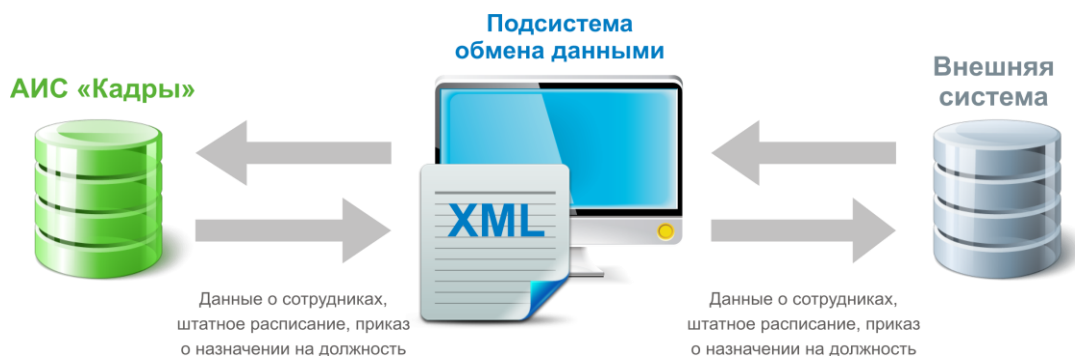 Подсистема
обмена данными
АИС «Кадры»
Внешняя
система
XML
Данные о сотрудниках,
штатное расписание, приказ
о назначении на должность
Данные о сотрудниках,
штатное расписание, приказ
о назначении на должность